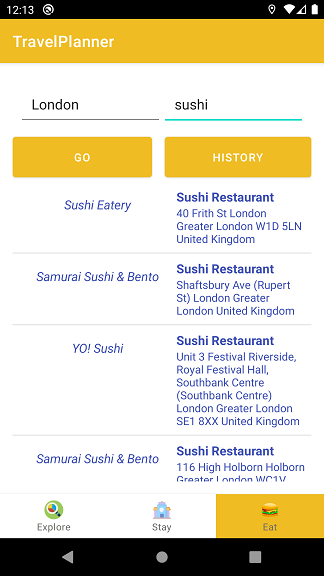 12:13
TravelPlanner
London
sushi
GO
HISTORY
Sushi Eatery
Sushi Restaurant
40 Frith St London
Greater London W1D 5LN
United Kingdom
Samurai Sushi & Bento
Sushi Restaurant
Shaftsbury Ave (Rupert
St) London Greater
London United Kingdom
YO! Sushi
Sushi Restaurant
Unit 3 Festival Riverside,
Royal Festival Hall,
Southbank Centre
(Southbank Centre)
London Greater London
SE1 8XX United Kingdom
Samurai Sushi & Bento
Sushi Restaurant
116 High Holborn Holborn
Greater London WC1V
Explore
Stay
Eat